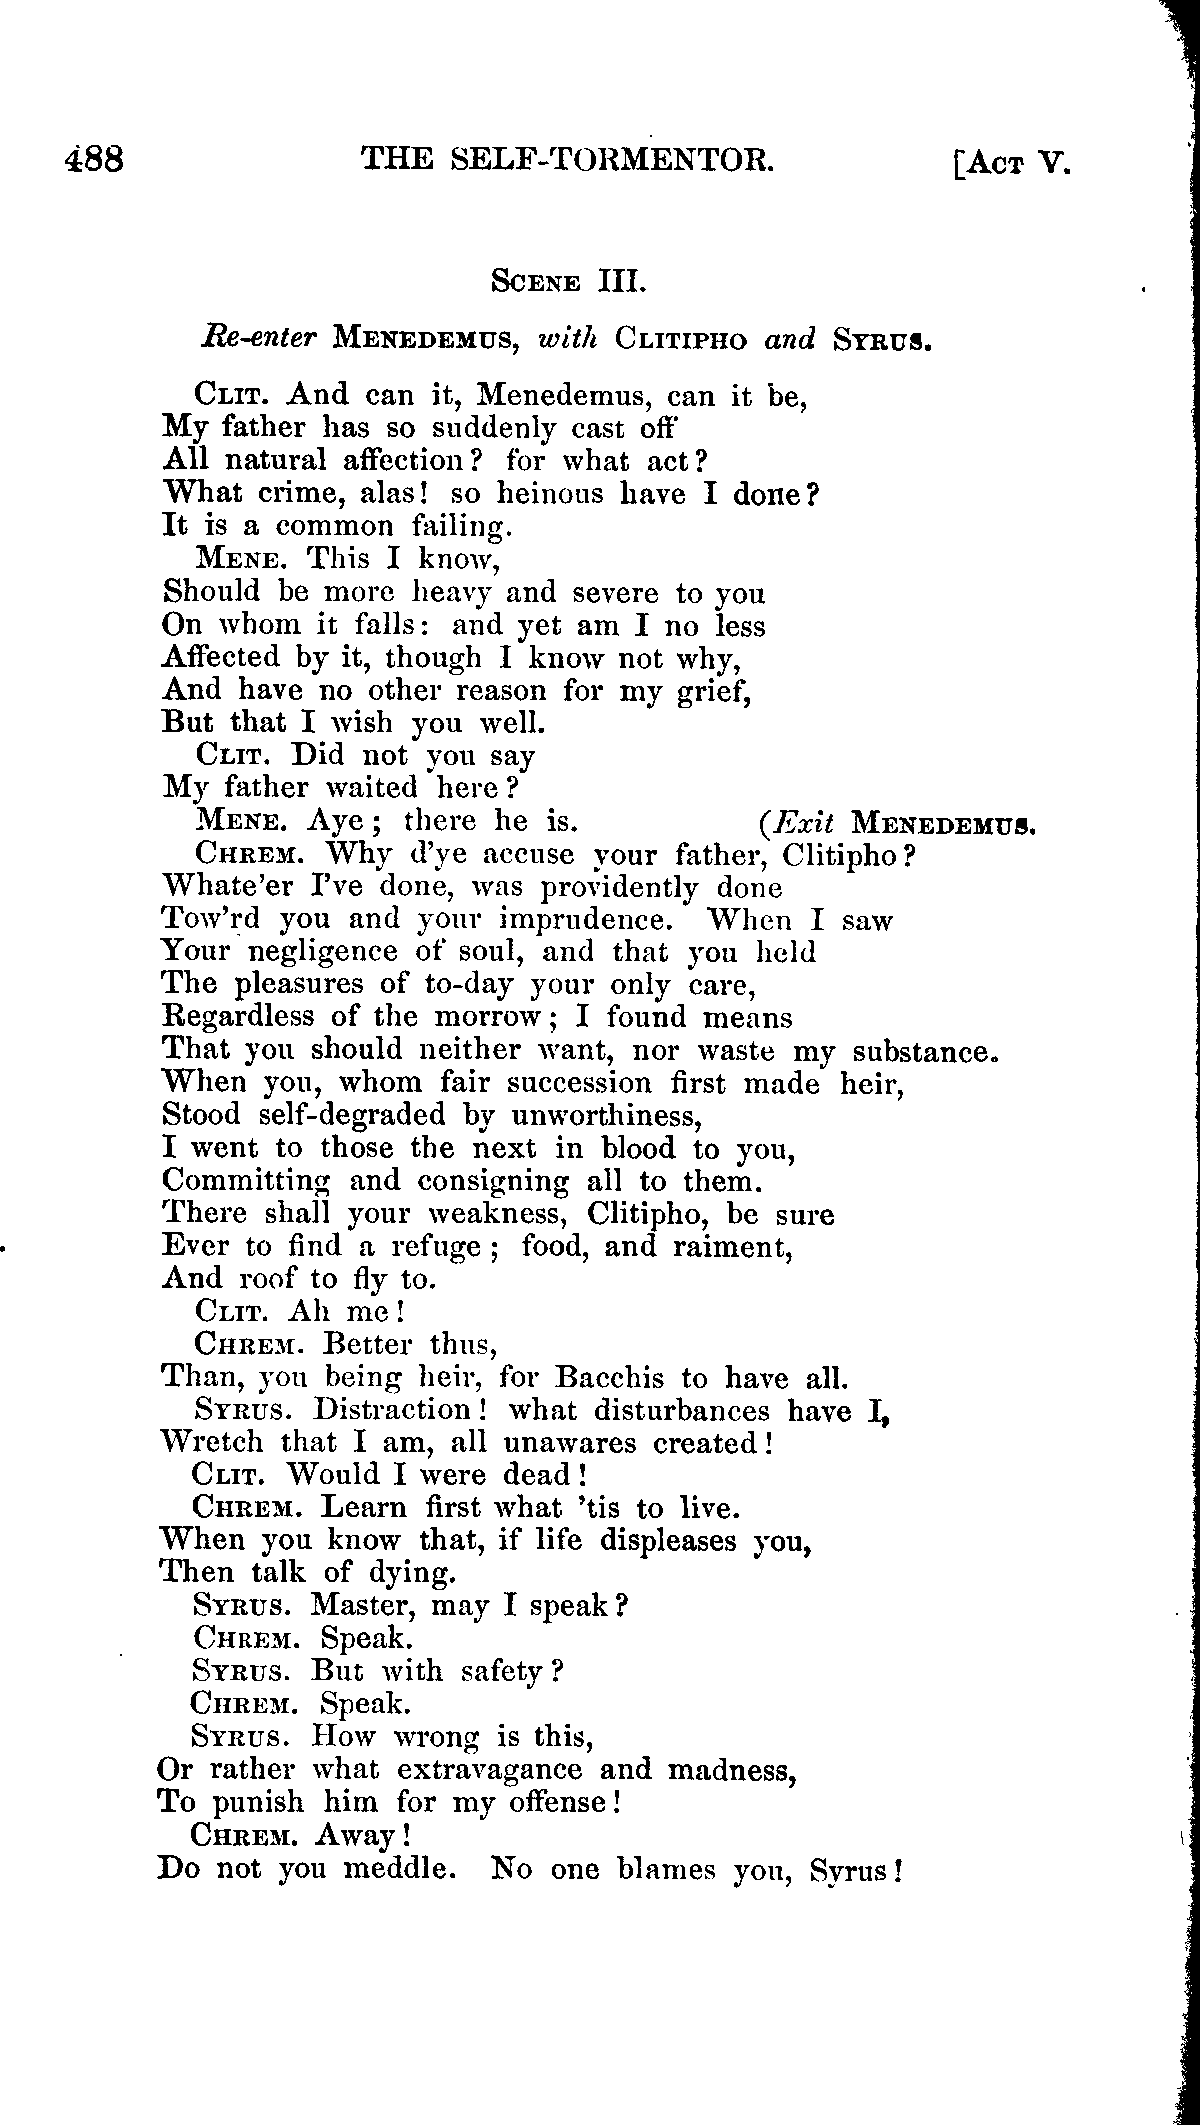 488 THE SELF-TORMENTOR. [ACT V.
SCENE III.
Re-enter MENEDEMUS, with CLITIPHO and SYRUS.
CLIT. And can it, Menedemus, can it be,
My father has so suddenly cast off
All natural affection? for what act?
What crime, alas! so heinous have I done?
It is a common failing.
MENE. This I know,
Should be more heavy and severe to you
On whom it falls: and yet am I no less
Affected by it, though I know not why,
And have no other reason for my grief,
But that I wish you well.
CLIT. Did not you say
My father waited here?
MENE. Aye; there he is. (Exit MENEDEMUS.
CHREM. Why d'ye accuse your father, Clitipho?
Whate'er I've done, was providently done
Tow'rd you and your imprudence. When I saw
Your negligence of soul, and that you held
The pleasures of to-day your only care,
Regardless of the morrow; I found means
That you should neither want, nor waste my substance.
When you, whom fair succession first made heir,
Stood self-degraded by unworthiness,
I went to those the next in blood to you,
Committing and consigning all to them.
There shall your weakness, Clitipho, be sure
Ever to find a refuge; food, and raiment,
And roof to fly to.
CLIT. Ah me!
CHREM. Better thus,
Than, you being heir, for Bacchis to have all.
SYRUS. Distraction! what disturbances have I,
Wretch that I am, all unawares created!
CLIT. Would I were dead!
CHREM. Learn first what 'tis to live.
When you know that, if life displeases you,
Then talk of dying.
SYRUS. Master, may I speak?
CHREM. Speak.
SYRUS. But with safety?
CHREM. Speak.
SYRUS. How wrong is this,
Or rather what extravagance and madness,
To punish him for my offense!
CHREM. Away!
Do not you meddle. No one blames you, Syrus!